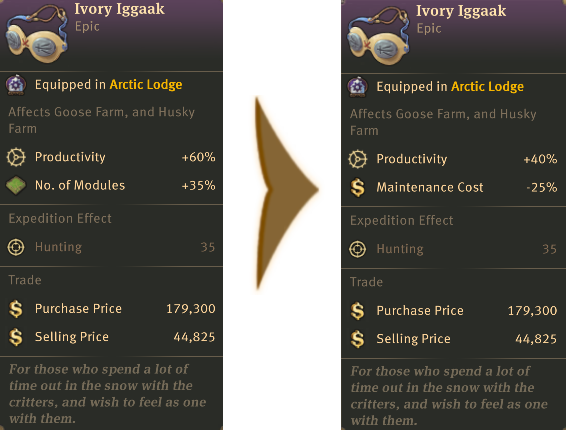 Ivory Iggaak
Epic
Equipped in Arctic Lodge
Affects Goose Farm, and Husky
Farm
Productivity +60%
No. of Modules +35%
Expedition Effect
Hunting 35
Trade
Purchase Price 179,300
Selling Price 44,825
For those who spend a lot of
time out in the snow with the
critters, and wish to feel as one
with them.
Ivory Iggaak
Epic
Equipped in Arctic Lodge
Affects Goose Farm, and Husky
Farm
Productivity +40%
Maintenance Cost -25%
Expedition Effect
Hunting 35
Trade
Purchase Price 179,300
Selling Price 44,825
For those who spend a lot of
time out in the snow with the
critters, and wish to feel as one
with them.